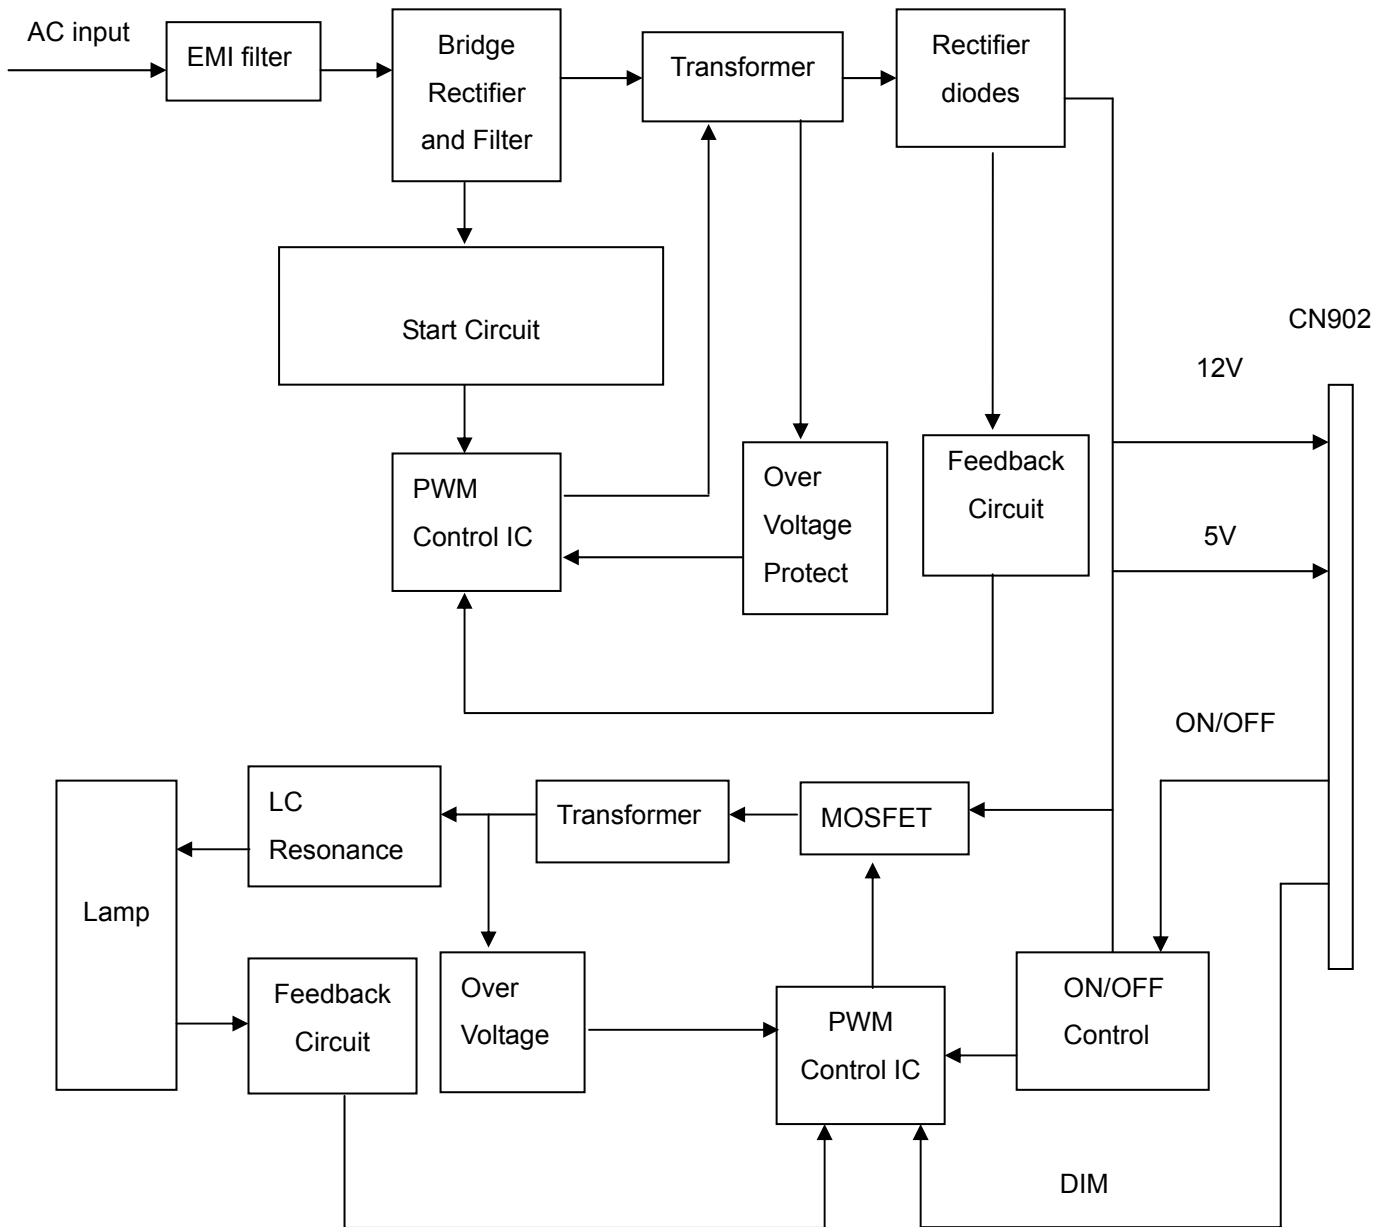 AC input
EMI filter
Bridge
Rectifier
and Filter
Transformer
Rectifier
diodes
Start Circuit
CN902
12V
PWM
Control IC
Over
Voltage
Protect
Feedback
Circuit
5V
ON/OFF
LC
Resonance
Transformer
MOSFET
Lamp
Feedback
Circuit
Over
Voltage
PWM
Control IC
ON/OFF
Control
DIM